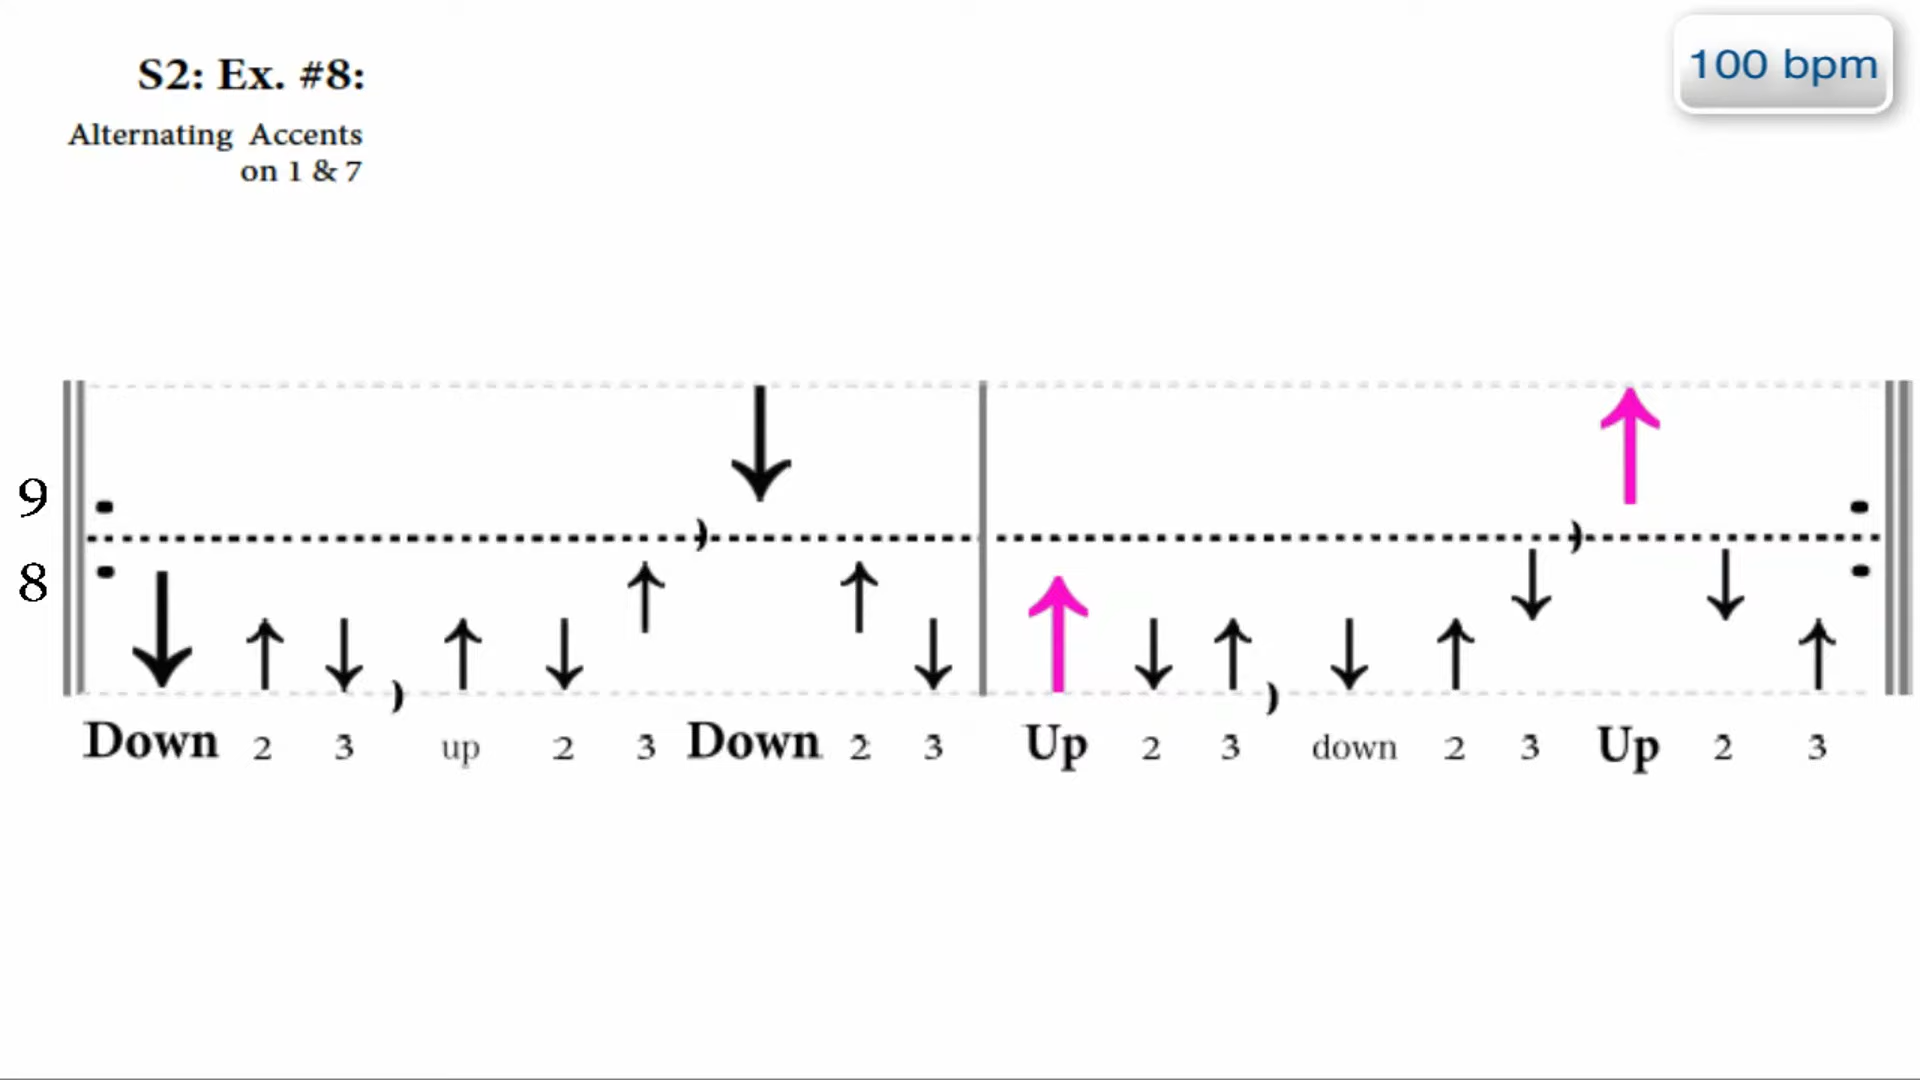 100 bpm
S2: Ex. #8:
Alternating Accents
on 1 & 7
9
8
Down 2 3 up 2 3 Down 2 3 Up 2 3 down 2 3 Up 2 3